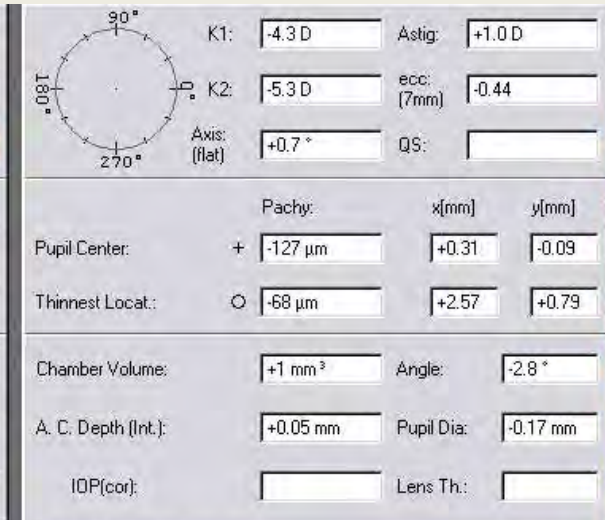 90°
180°
0°
270°
K1: -4.3 D Astig: +1.0 D
K2: -5.3 D ecc: (7mm) -0.44
Axis: (flat) +0.7 ° QS:
Pachy: x[mm] y[mm]
Pupil Center: + -127 µm +0.31 -0.09
Thinnest Locat.: O -68 µm +2.57 +0.79
Chamber Volume: +1 mm³ Angle: -2.8 °
A. C. Depth (Int.): +0.05 mm Pupil Dia: -0.17 mm
IOP(cor): Lens Th.: